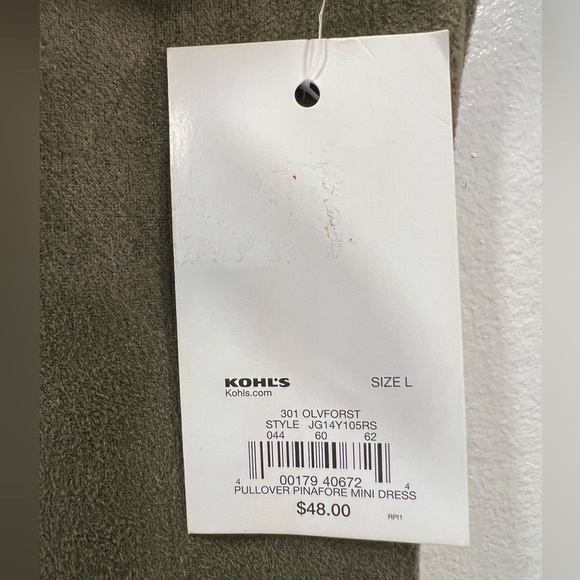 KOHL'S SIZE L
Kohls.com
301 OLVFORST
STYLE JG14Y105RS
044 60 62
4 00179 40672 4
PULLOVER PINAFORE MINI DRESS
$48.00 RPI1